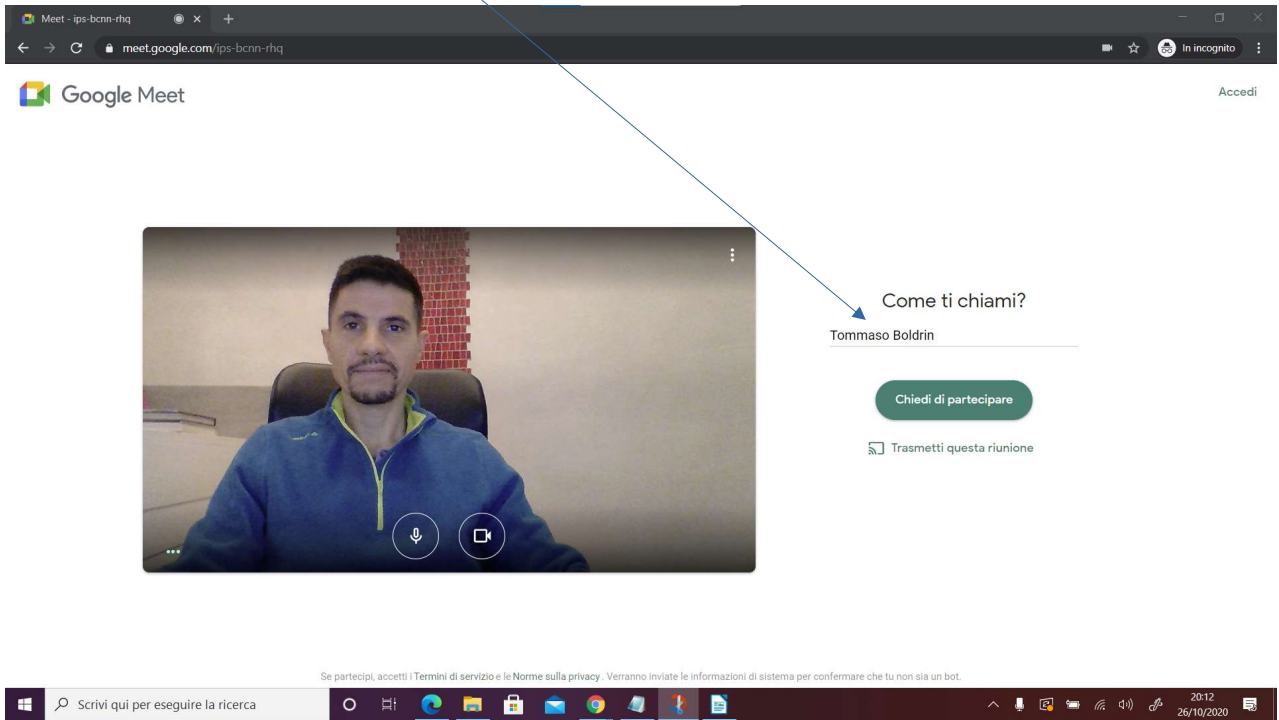 Meet - ips-bcnn-rhq
meet.google.com/ips-bcnn-rhq
In incognito
Google Meet
Accedi
Come ti chiami?
Tommaso Boldrin
Chiedi di partecipare
Trasmetti questa riunione
Se partecipi, accetti i Termini di servizio e le Norme sulla privacy. Verranno inviate le informazioni di sistema per confermare che tu non sia un bot.
Scrivi qui per eseguire la ricerca
20:12
26/10/2020